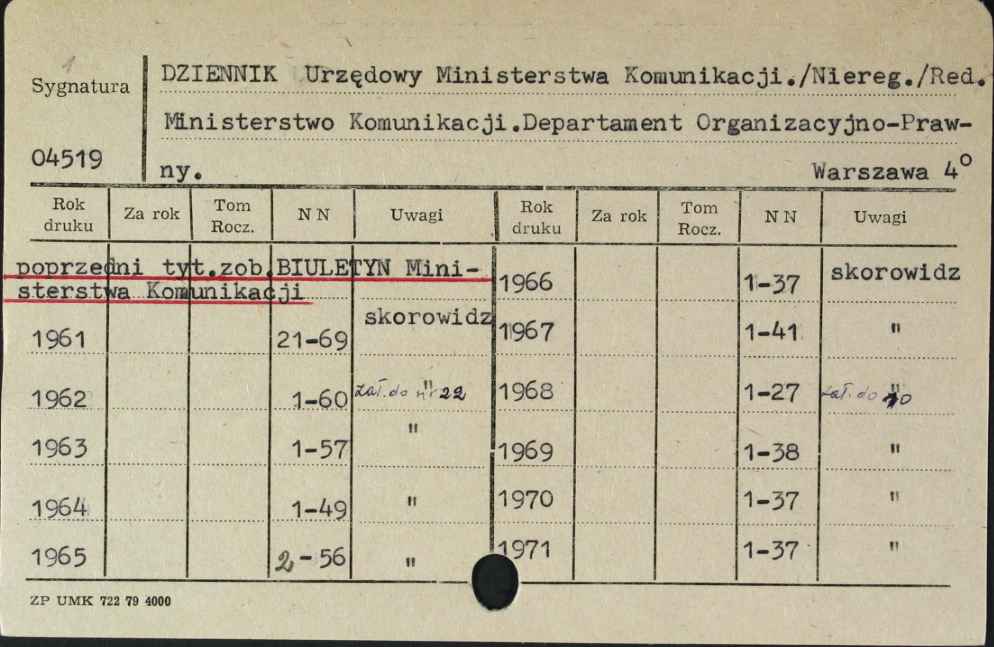 1
Sygnatura
04519
DZIENNIK Urzędowy Ministerstwa Komunikacji./Niereg./Red.
Ministerstwo Komunikacji.Departament Organizacyjno-Praw-
ny. Warszawa 4º
Rok druku Za rok Tom Rocz. N N Uwagi Rok druku Za rok Tom Rocz. N N Uwagi
poprzedni tyt.zob.BIULETYN Mini-
sterstwa Komunikacji
1961 21-69 skorowidz
1962 1-60 " zał. do nr 22
1963 1-57 "
1964 1-49 "
1965 2-56 "
1966 1-37 skorowidz
1967 1-41 "
1968 1-27 " zał. do 10
1969 1-38 "
1970 1-37 "
1971 1-37 "
ZP UMK 722 79 4000